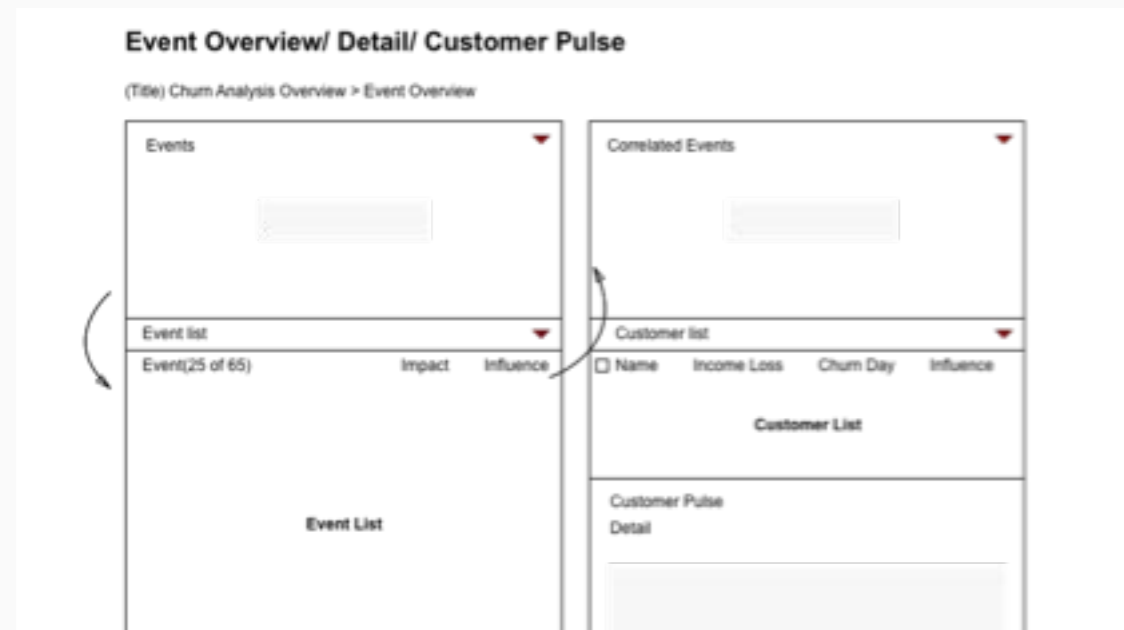 Event Overview/ Detail/ Customer Pulse
(Title) Churn Analysis Overview > Event Overview
Events
Correlated Events
Event list
Customer list
Event(25 of 65) Impact Influence
Name Income Loss Churn Day Influence
Customer List
Customer Pulse
Detail
Event List